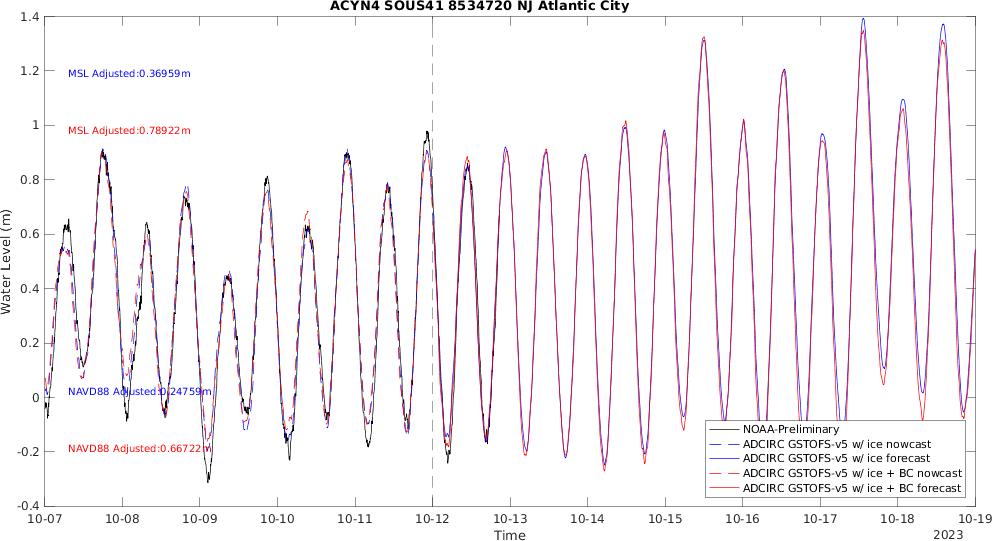 ACYN4 SOUS41 8534720 NJ Atlantic City
1.4
1.2
1
0.8
0.6
0.4
0.2
0
-0.2
-0.4
Water Level (m)
MSL Adjusted:0.36959m
MSL Adjusted:0.78922m
NAVD88 Adjusted:0.24759m
NAVD88 Adjusted:0.66722m
NOAA-Preliminary
ADCIRC GSTOFS-v5 w/ ice nowcast
ADCIRC GSTOFS-v5 w/ ice forecast
ADCIRC GSTOFS-v5 w/ ice + BC nowcast
ADCIRC GSTOFS-v5 w/ ice + BC forecast
10-07 10-08 10-09 10-10 10-11 10-12 10-13 10-14 10-15 10-16 10-17 10-18 10-19
Time
2023